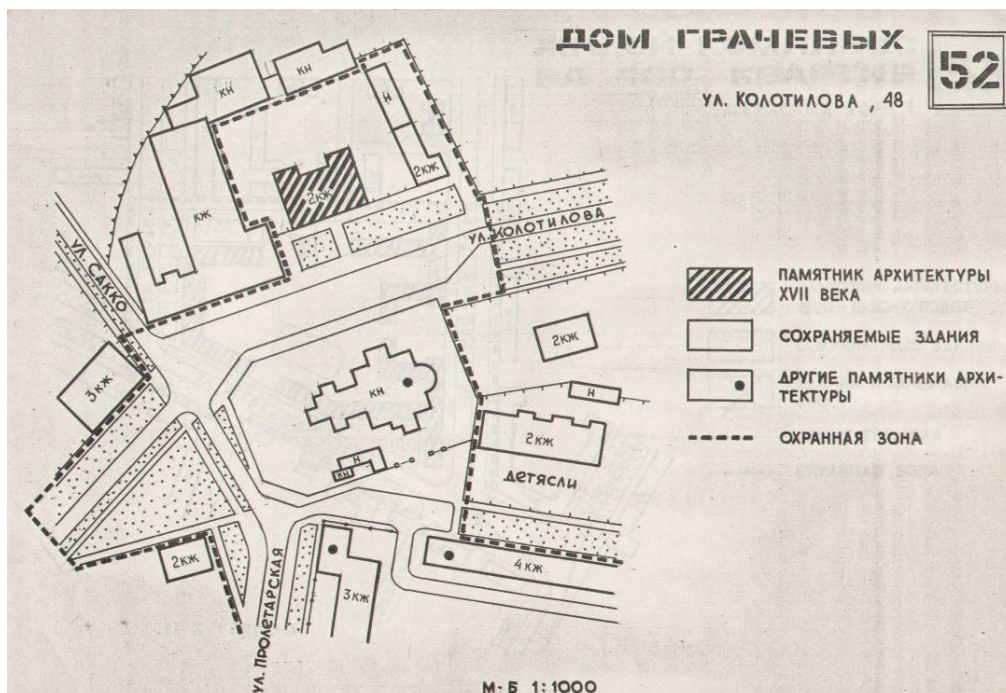 ДОМ ГРАЧЕВЫХ
52
УЛ. КОЛОТИЛОВА 48
КН
КН
Н
2КЖ
2КЖ
КЖ
УЛ. КОЛОТИЛОВА
УЛ. САККО
ПАМЯТНИК АРХИТЕКТУРЫ
XVII ВЕКА
СОХРАНЯЕМЫЕ ЗДАНИЯ
ДРУГИЕ ПАМЯТНИКИ АРХИ-
ТЕКТУРЫ
ОХРАННАЯ ЗОНА
2КЖ
3КЖ
КН
Н
2КЖ
Н
КН
ДЕТЯСЛИ
2КЖ
3КЖ
4КЖ
УЛ. ПРОЛЕТАРСКАЯ
М-Б 1:1000